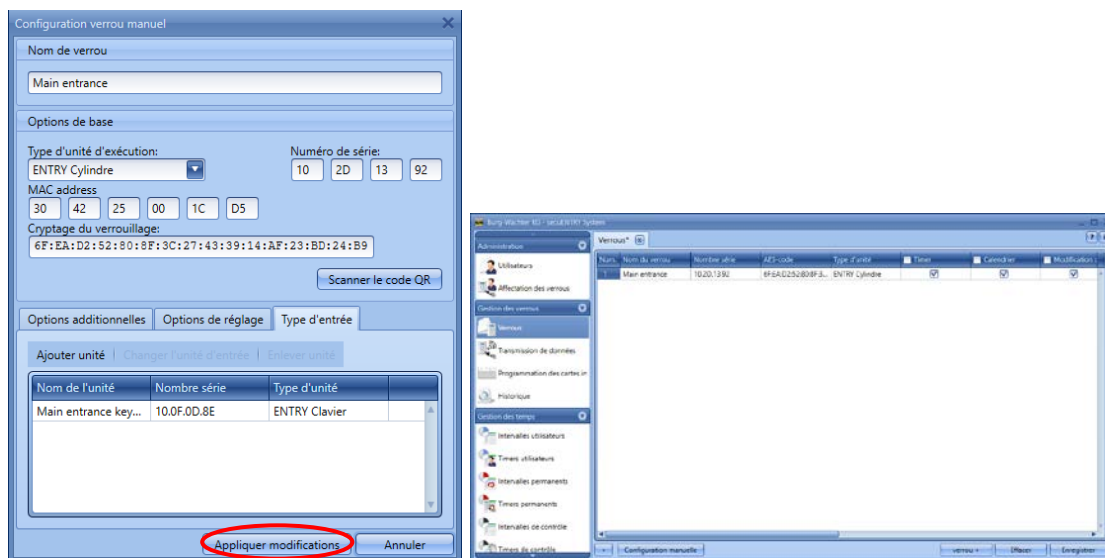 Configuration verrou manuel
Nom de verrou
Main entrance
Options de base
Type d'unité d'exécution:
Numéro de série:
ENTRY Cylindre
10 2D 13 92
MAC address
30 42 25 00 1C D5
Cryptage du verrouillage:
6F:EA:D2:52:80:8F:3C:27:43:39:14:AF:23:BD:24:B9
Scanner le code QR
Options additionnelles Options de réglage Type d'entrée
Ajouter unité Changer l'unité d'entrée Enlever unité
Nom de l'unité Nombre série Type d'unité
Main entrance key... 10.0F.0D.8E ENTRY Clavier
Appliquer modifications Annuler
Burg Wächter KG - secuENTRY System
Administration
Utilisateurs
Affectation des verrous
Gestion des verrous
Verrous
Transmission de données
Programmation des cartes in
Historique
Gestion des temps
Intervalles utilisateurs
Timers utilisateurs
Intervalles permanents
Timers permanents
Intervalles de contrôle
Timers de contrôle
Verrous*
Num. Nom du verrou Nombre série AES-code Type d'unité Timer Calendrier Modification
1 Main entrance 10.2D.13.92 6F:EA:D2:52:80:8F:3... ENTRY Cylindre
+ Configuration manuelle verrou + Effacer Enregistrer